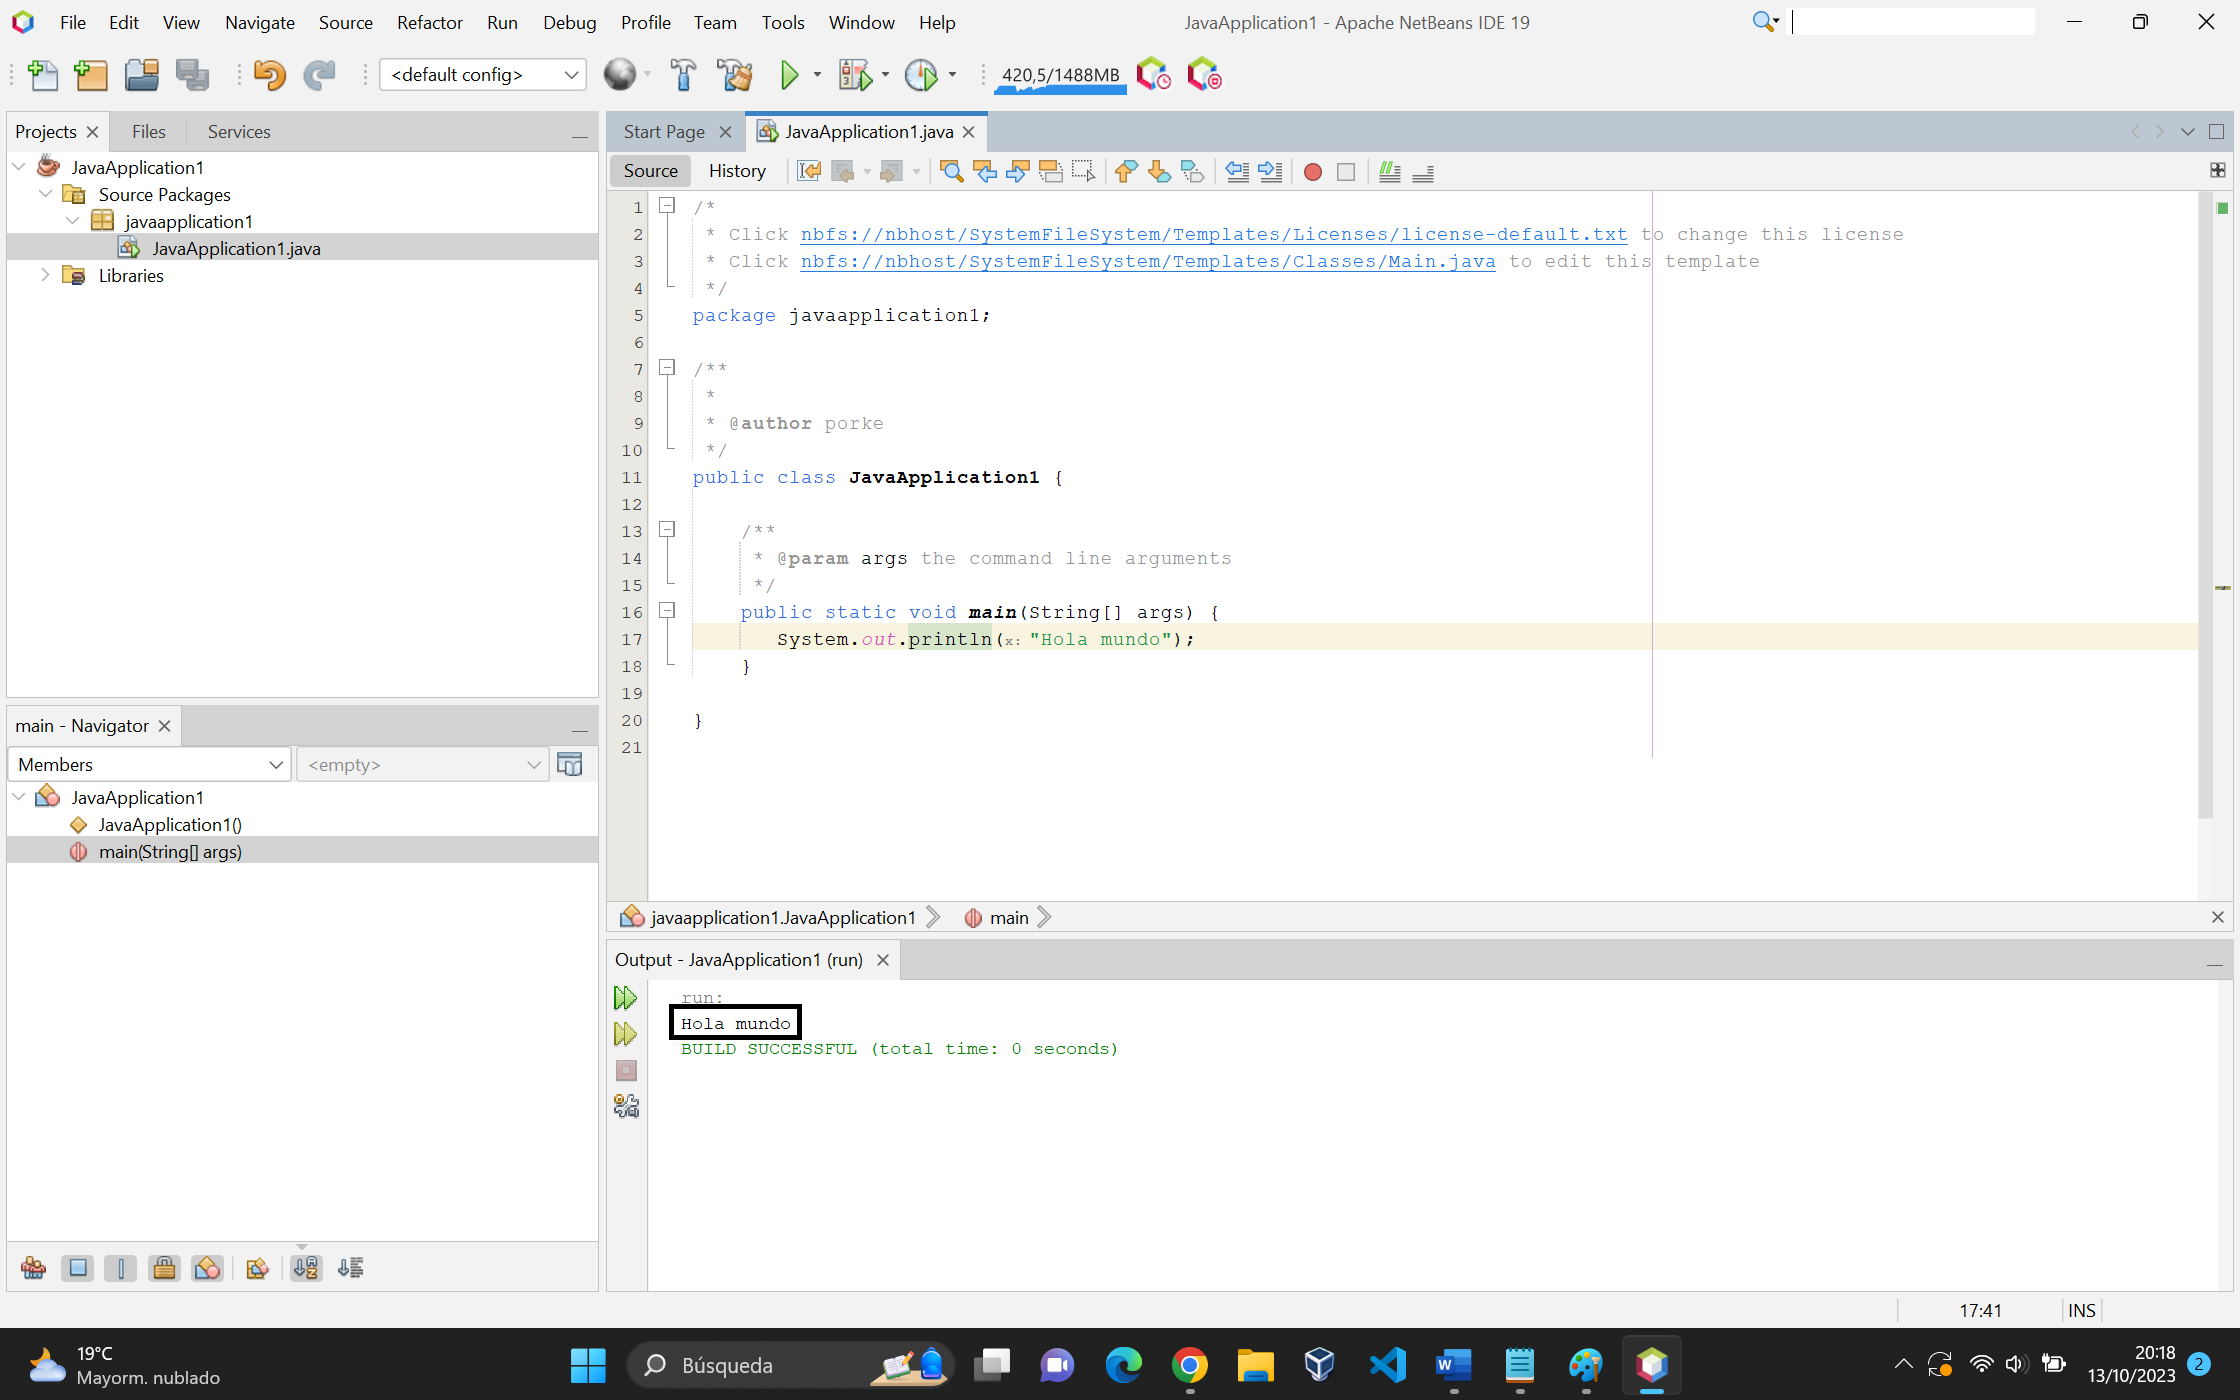 File Edit View Navigate Source Refactor Run Debug Profile Team Tools Window Help
JavaApplication1 - Apache NetBeans IDE 19
<default config>
420,5/1488MB
Projects Files Services
JavaApplication1
Source Packages
javaapplication1
JavaApplication1.java
Libraries
Start Page JavaApplication1.java
Source History
1 /*
2 * Click nbfs://nbhost/SystemFileSystem/Templates/Licenses/license-default.txt to change this license
3 * Click nbfs://nbhost/SystemFileSystem/Templates/Classes/Main.java to edit this template
4 */
5 package javaapplication1;
6
7 /**
8 *
9 * @author porke
10 */
11 public class JavaApplication1 {
12
13 /**
14 * @param args the command line arguments
15 */
16 public static void main(String[] args) {
17 System.out.println(x: "Hola mundo");
18 }
19
20 }
21
javaapplication1.JavaApplication1 main
main - Navigator
Members <empty>
JavaApplication1
JavaApplication1()
main(String[] args)
Output - JavaApplication1 (run)
run:
Hola mundo
BUILD SUCCESSFUL (total time: 0 seconds)
17:41 INS
19°C
Mayorm. nublado
Búsqueda
20:18
13/10/2023
2